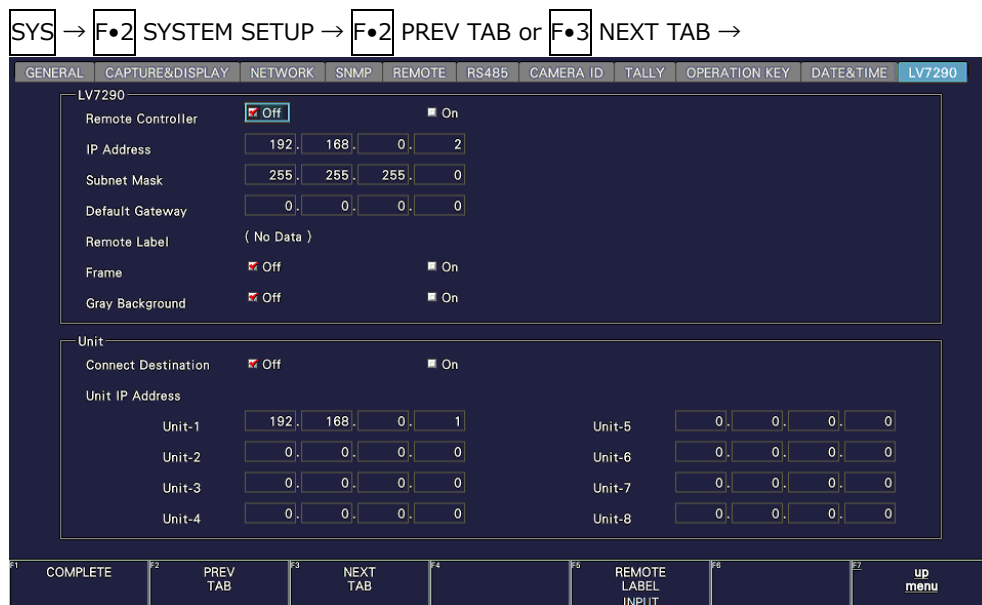 SYS → F•2 SYSTEM SETUP → F•2 PREV TAB or F•3 NEXT TAB →
GENERAL CAPTURE&DISPLAY NETWORK SNMP REMOTE RS485 CAMERA ID TALLY OPERATION KEY DATE&TIME LV7290
LV7290
Remote Controller Off On
IP Address 192. 168. 0. 2
Subnet Mask 255. 255. 255. 0
Default Gateway 0. 0. 0. 0
Remote Label ( No Data )
Frame Off On
Gray Background Off On
Unit
Connect Destination Off On
Unit IP Address
Unit-1 192. 168. 0. 1 Unit-5 0. 0. 0. 0
Unit-2 0. 0. 0. 0 Unit-6 0. 0. 0. 0
Unit-3 0. 0. 0. 0 Unit-7 0. 0. 0. 0
Unit-4 0. 0. 0. 0 Unit-8 0. 0. 0. 0
F1 COMPLETE F2 PREV TAB F3 NEXT TAB F4 F5 REMOTE LABEL INPUT F6 F7 up menu